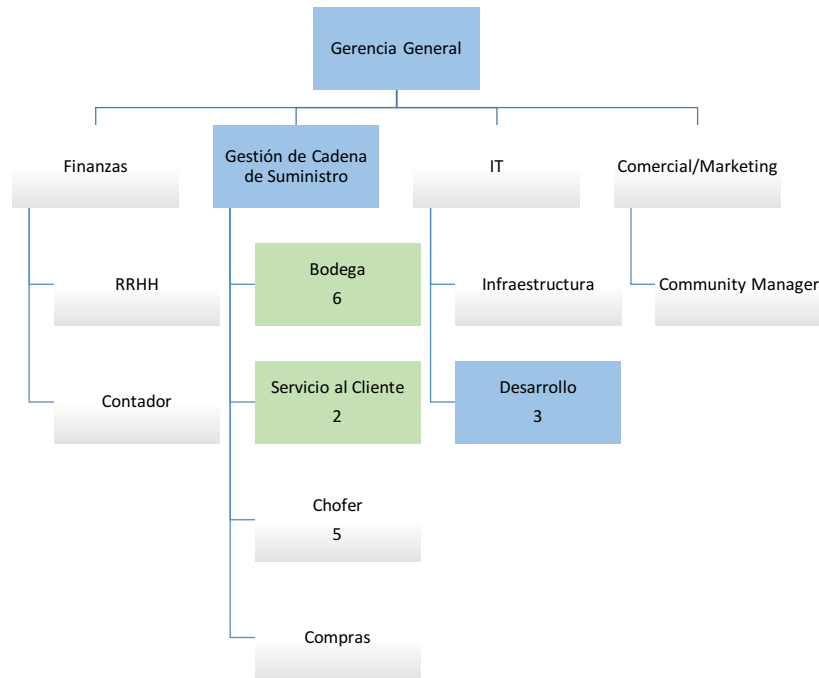 Gerencia General
Finanzas
Gestión de Cadena
de Suministro
IT
Comercial/Marketing
RRHH
Bodega
6
Infraestructura
Community Manager
Contador
Servicio al Cliente
2
Desarrollo
3
Chofer
5
Compras